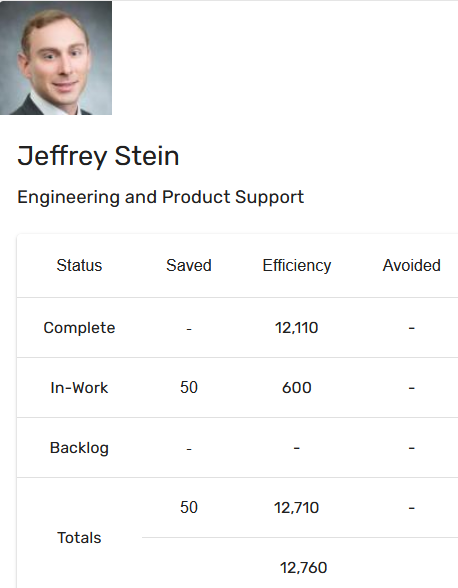 Jeffrey Stein
Engineering and Product Support
Status Saved Efficiency Avoided
Complete - 12,110 -
In-Work 50 600 -
Backlog - - -
Totals 50 12,710 -
12,760